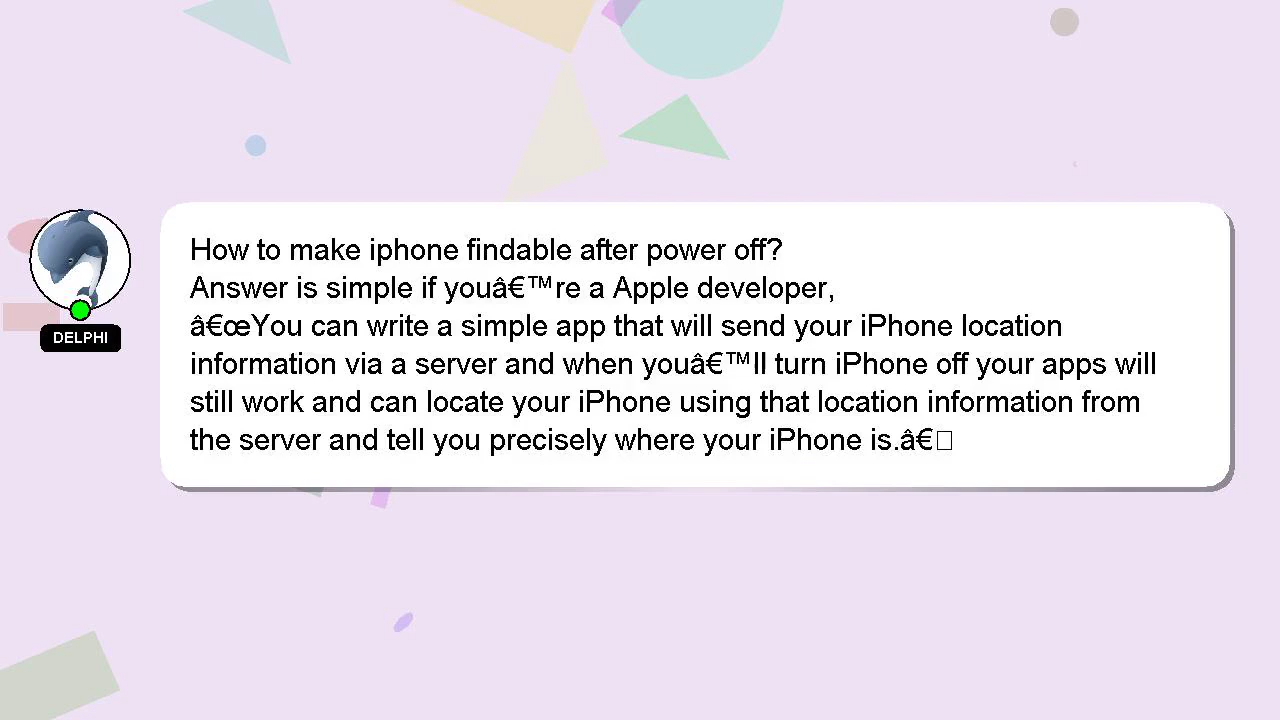 How to make iphone findable after power off?
Answer is simple if youâ€™re a Apple developer,
â€œYou can write a simple app that will send your iPhone location
information via a server and when youâ€™ll turn iPhone off your apps will
still work and can locate your iPhone using that location information from
the server and tell you precisely where your iPhone is.â€□
DELPHI